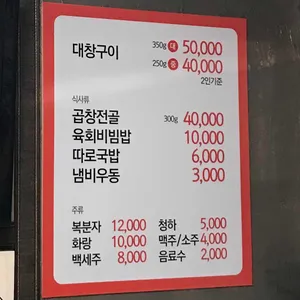 대창구이 350g 대 50,000
250g 중 40,000
2인기준
식사류
곱창전골 300g 40,000
육회비빔밥 10,000
따로국밥 6,000
냄비우동 3,000
주류
복분자 12,000 청하 5,000
화랑 10,000 맥주/소주 4,000
백세주 8,000 음료수 2,000